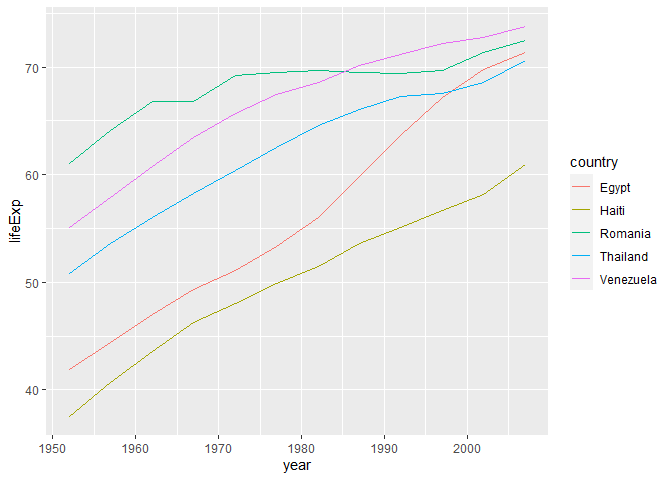 70
60
50
40
lifeExp
1950
1960
1970
1980
1990
2000
year
country
Egypt
Haiti
Romania
Thailand
Venezuela